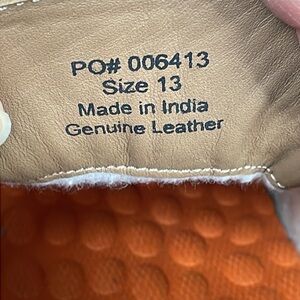 PO# 006413
Size 13
Made in India
Genuine Leather